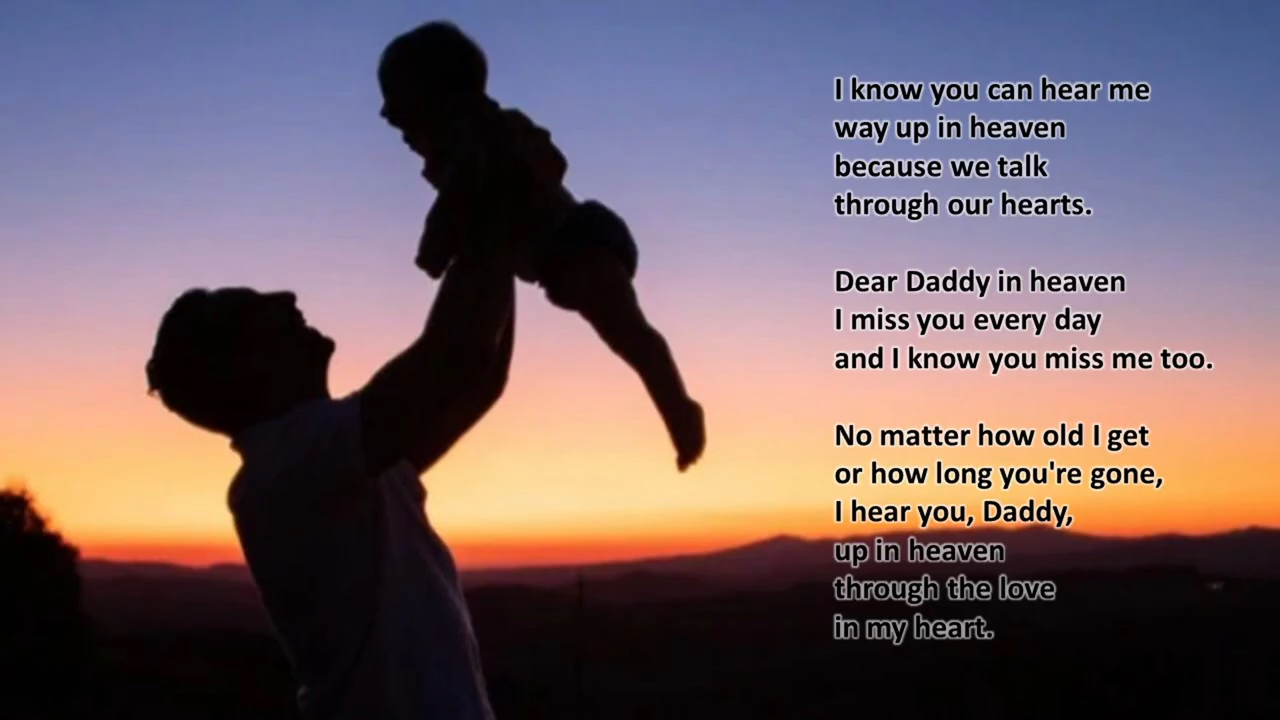 I know you can hear me
way up in heaven
because we talk
through our hearts.
Dear Daddy in heaven
I miss you every day
and I know you miss me too.
No matter how old I get
or how long you're gone,
I hear you, Daddy,
up in heaven
through the love
in my heart.